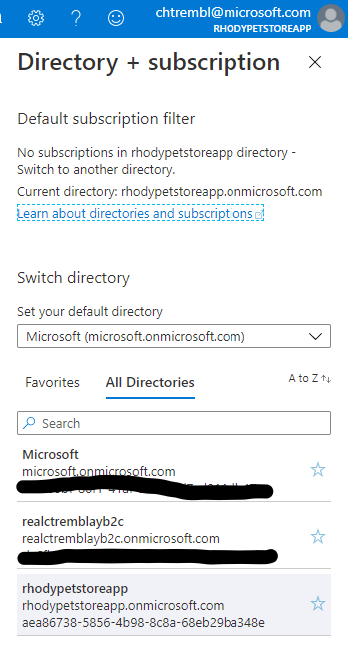 chtrembl@microsoft.com
RHODYPETSTOREAPP
Directory + subscription
Default subscription filter
No subscriptions in rhodypetstoreapp directory -
Switch to another directory.
Current directory: rhodypetstoreapp.onmicrosoft.com
Learn about directories and subscriptions
Switch directory
Set your default directory
Microsoft (microsoft.onmicrosoft.com)
Favorites All Directories A to Z ↑↓
Search
Microsoft
microsoft.onmicrosoft.com
realctremblayb2c
realctremblayb2c.onmicrosoft.com
rhodypetstoreapp
rhodypetstoreapp.onmicrosoft.com
aea86738-5856-4b98-8c8a-68eb29ba348e